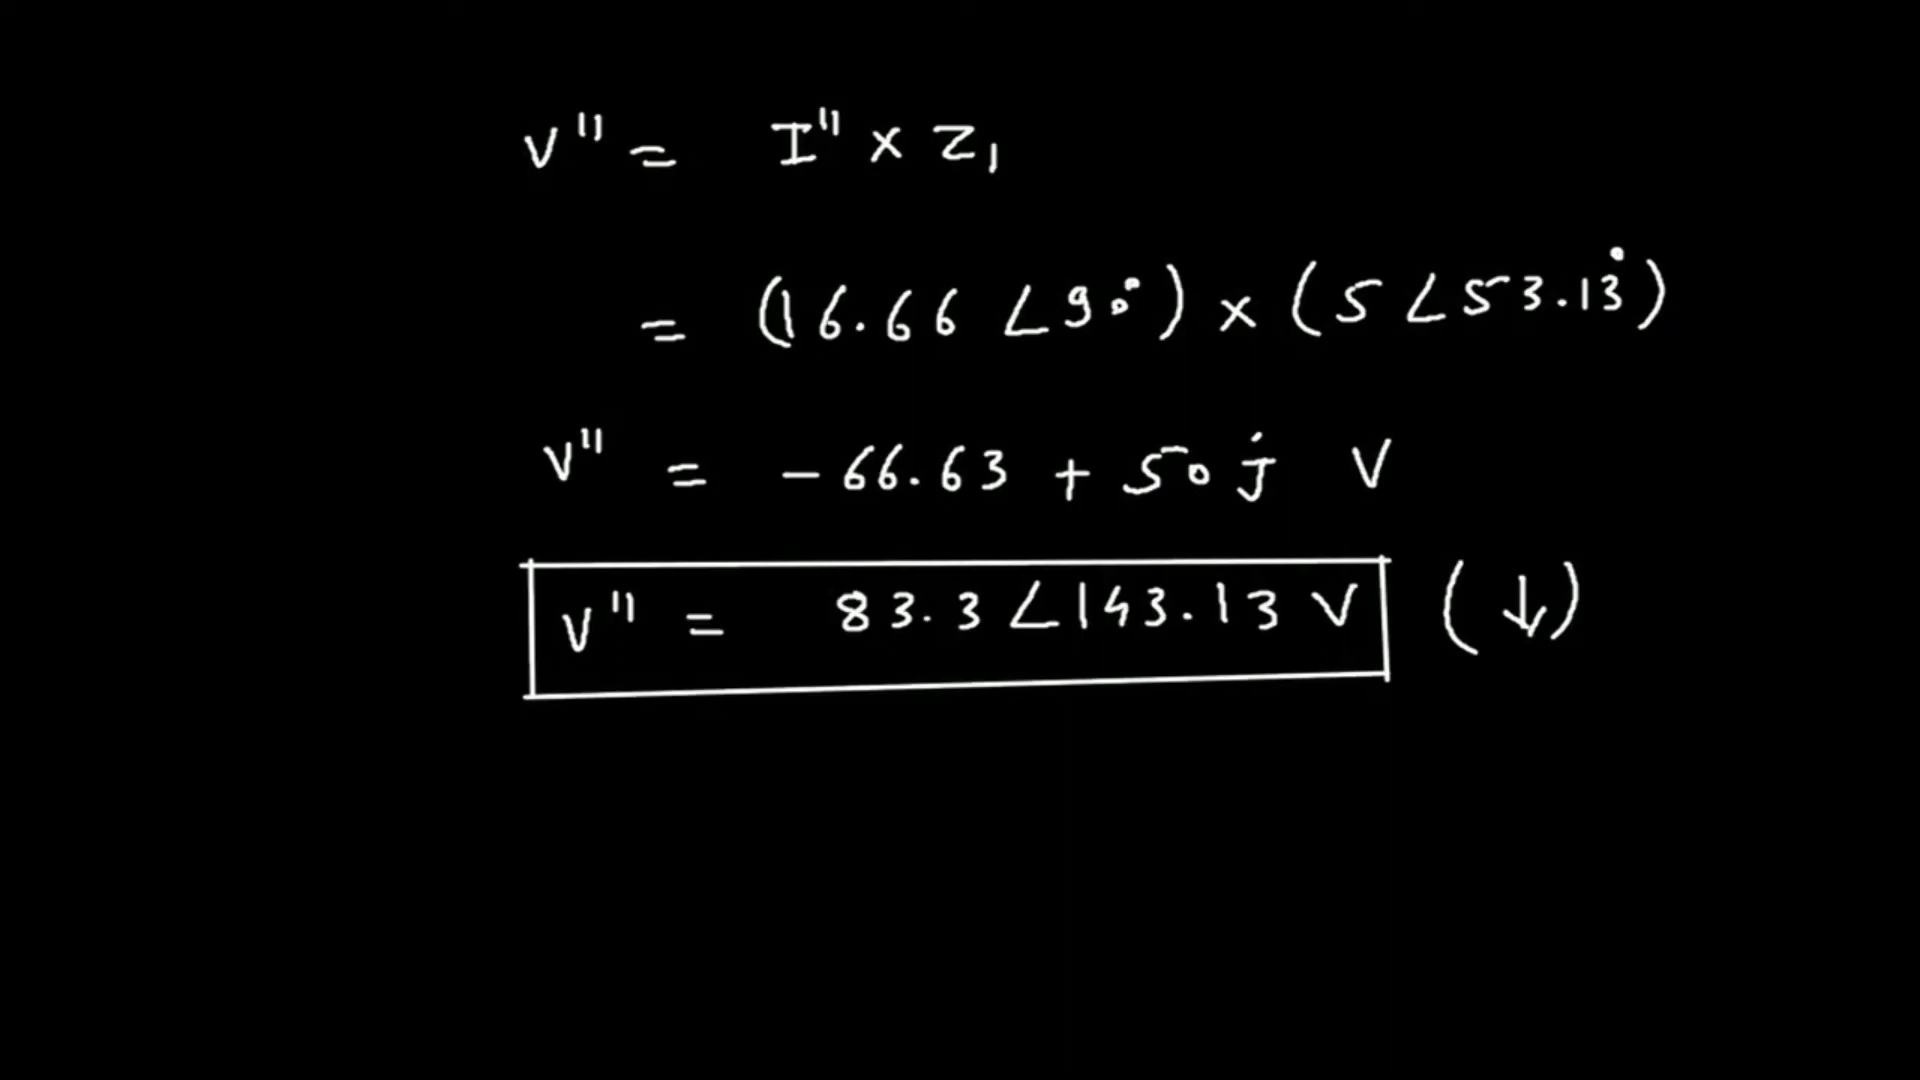 V'' = I'' × Z₁
= (16.66 ∠90°) × (5 ∠53.13°)
V'' = -66.63 + 50j V
V'' = 83.3 ∠143.13 V (↓)